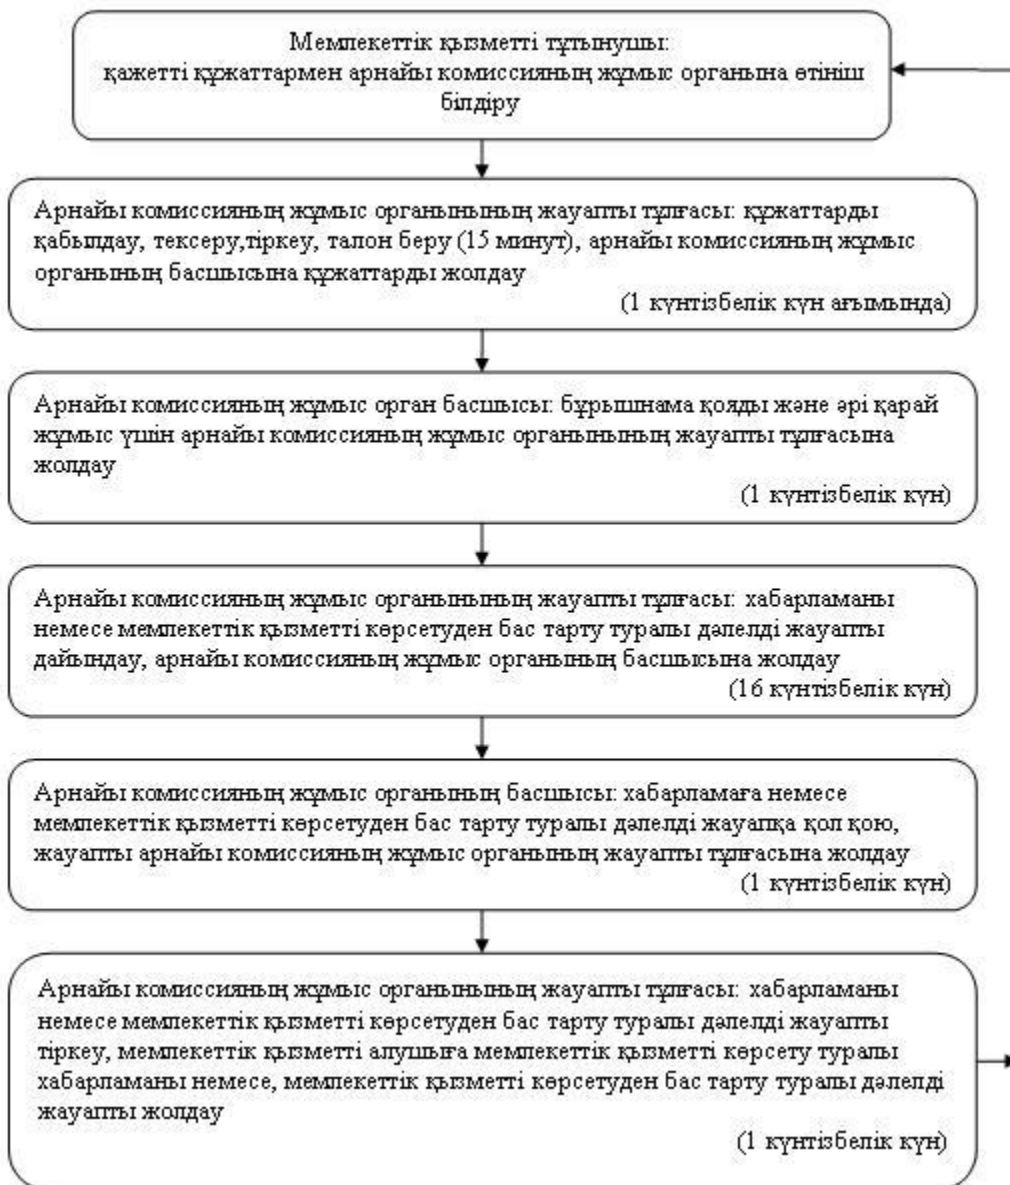 Мемлекеттік қызметті тұтынушы:
қажетті құжаттармен арнайы комиссияның жұмыс органына өтініш
білдіру
Арнайы комиссияның жұмыс органынының жауапты тұлғасы: құжаттарды
қабылдау, тексеру,тіркеу, талон беру (15 минут), арнайы комиссияның жұмыс
органының басшысына құжаттарды жолдау
(1 күнтізбелік күн ағымында)
Арнайы комиссияның жұмыс орган басшысы: бұрышнама қояды және әрі қарай
жұмыс үшін арнайы комиссияның жұмыс органынының жауапты тұлғасына
жолдау
(1 күнтізбелік күн)
Арнайы комиссияның жұмыс органынының жауапты тұлғасы: хабарламаны
немесе мемлекеттік қызметті көрсетуден бас тарту туралы дәлелді жауапты
дайындау, арнайы комиссияның жұмыс органының басшысына жолдау
(16 күнтізбелік күн)
Арнайы комиссияның жұмыс органының басшысы: хабарламаға немесе
мемлекеттік қызметті көрсетуден бас тарту туралы дәлелді жауапқа қол қою,
жауапты арнайы комиссияның жұмыс органының жауапты тұлғасына жолдау
(1 күнтізбелік күн)
Арнайы комиссияның жұмыс органынының жауапты тұлғасы: хабарламаны
немесе мемлекеттік қызметті көрсетуден бас тарту туралы дәлелді жауапты
тіркеу, мемлекеттік қызметті алушыға мемлекеттік қызметті көрсету туралы
хабарламаны немесе, мемлекеттік қызметті көрсетуден бас тарту туралы дәлелді
жауапты жолдау
(1 күнтізбелік күн)